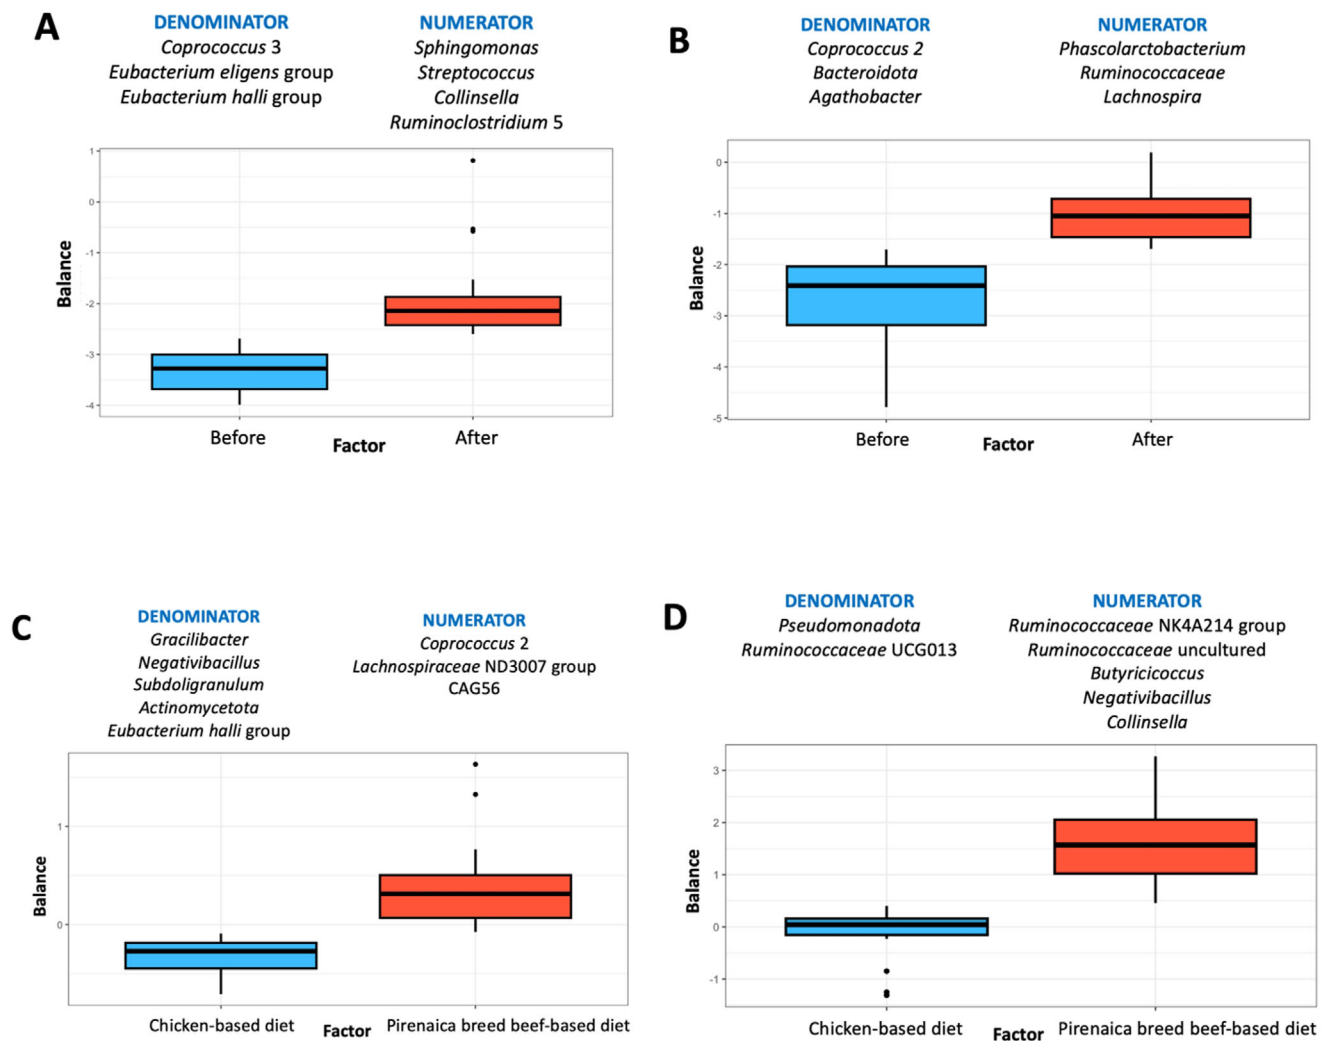 A
DENOMINATOR
Coprococcus 3
Eubacterium eligens group
Eubacterium halli group
NUMERATOR
Sphingomonas
Streptococcus
Collinsella
Ruminoclostridium 5
Balance
1
0
-1
-2
-3
-4
Before
Factor
After
B
DENOMINATOR
Coprococcus 2
Bacteroidota
Agathobacter
NUMERATOR
Phascolarctobacterium
Ruminococcaceae
Lachnospira
Balance
0
-1
-2
-3
-4
-5
Before
Factor
After
C
DENOMINATOR
Gracilibacter
Negativibacillus
Subdoligranulum
Actinomycetota
Eubacterium halli group
NUMERATOR
Coprococcus 2
Lachnospiraceae ND3007 group
CAG56
Balance
1
0
Chicken-based diet
Factor
Pirenaica breed beef-based diet
D
DENOMINATOR
Pseudomonadota
Ruminococcaceae UCG013
NUMERATOR
Ruminococcaceae NK4A214 group
Ruminococcaceae uncultured
Butyricicoccus
Negativibacillus
Collinsella
Balance
3
2
1
0
-1
Chicken-based diet
Factor
Pirenaica breed beef-based diet